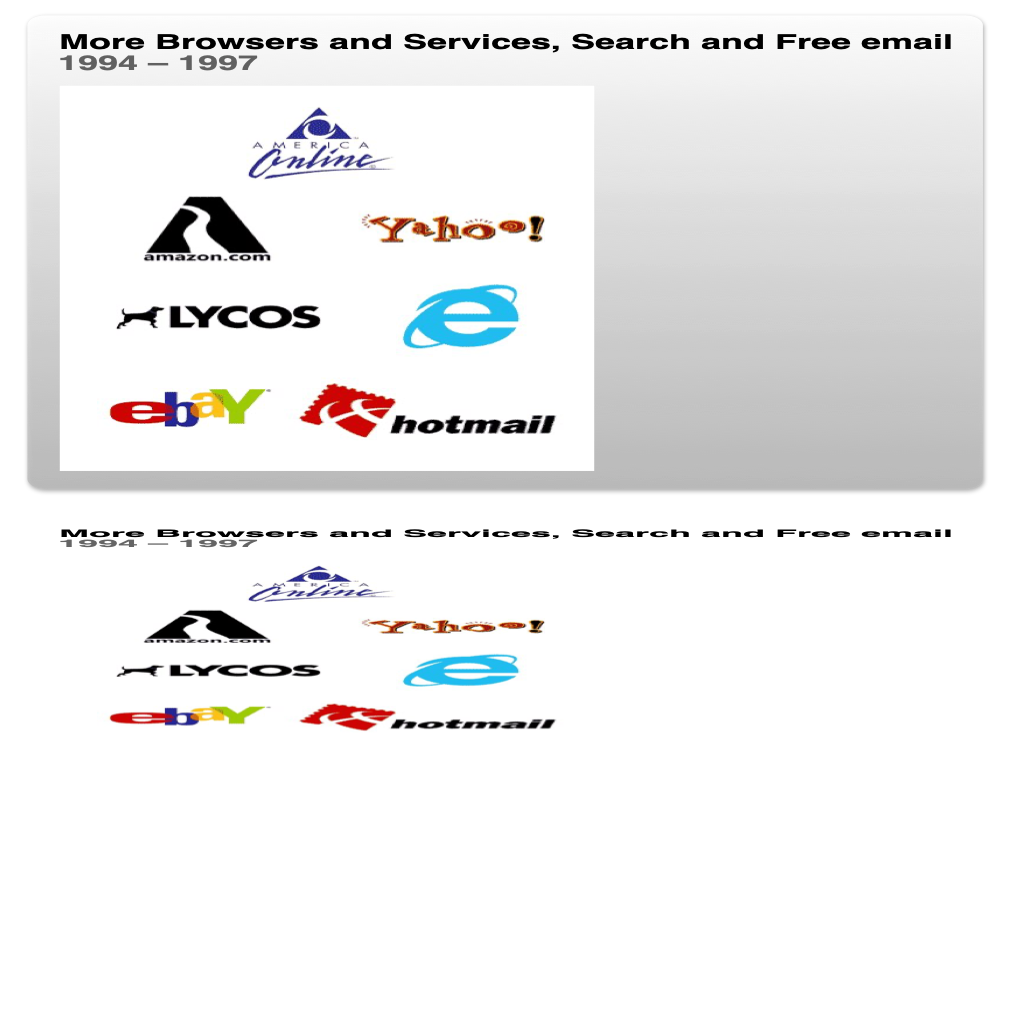 More Browsers and Services, Search and Free email
1994 – 1997
AMERICA
Online
amazon.com
Yahoo!
LYCOS
e
ebay
hotmail
More Browsers and Services, Search and Free email
1994 – 1997
AMERICA
Online
amazon.com
Yahoo!
LYCOS
e
ebay
hotmail